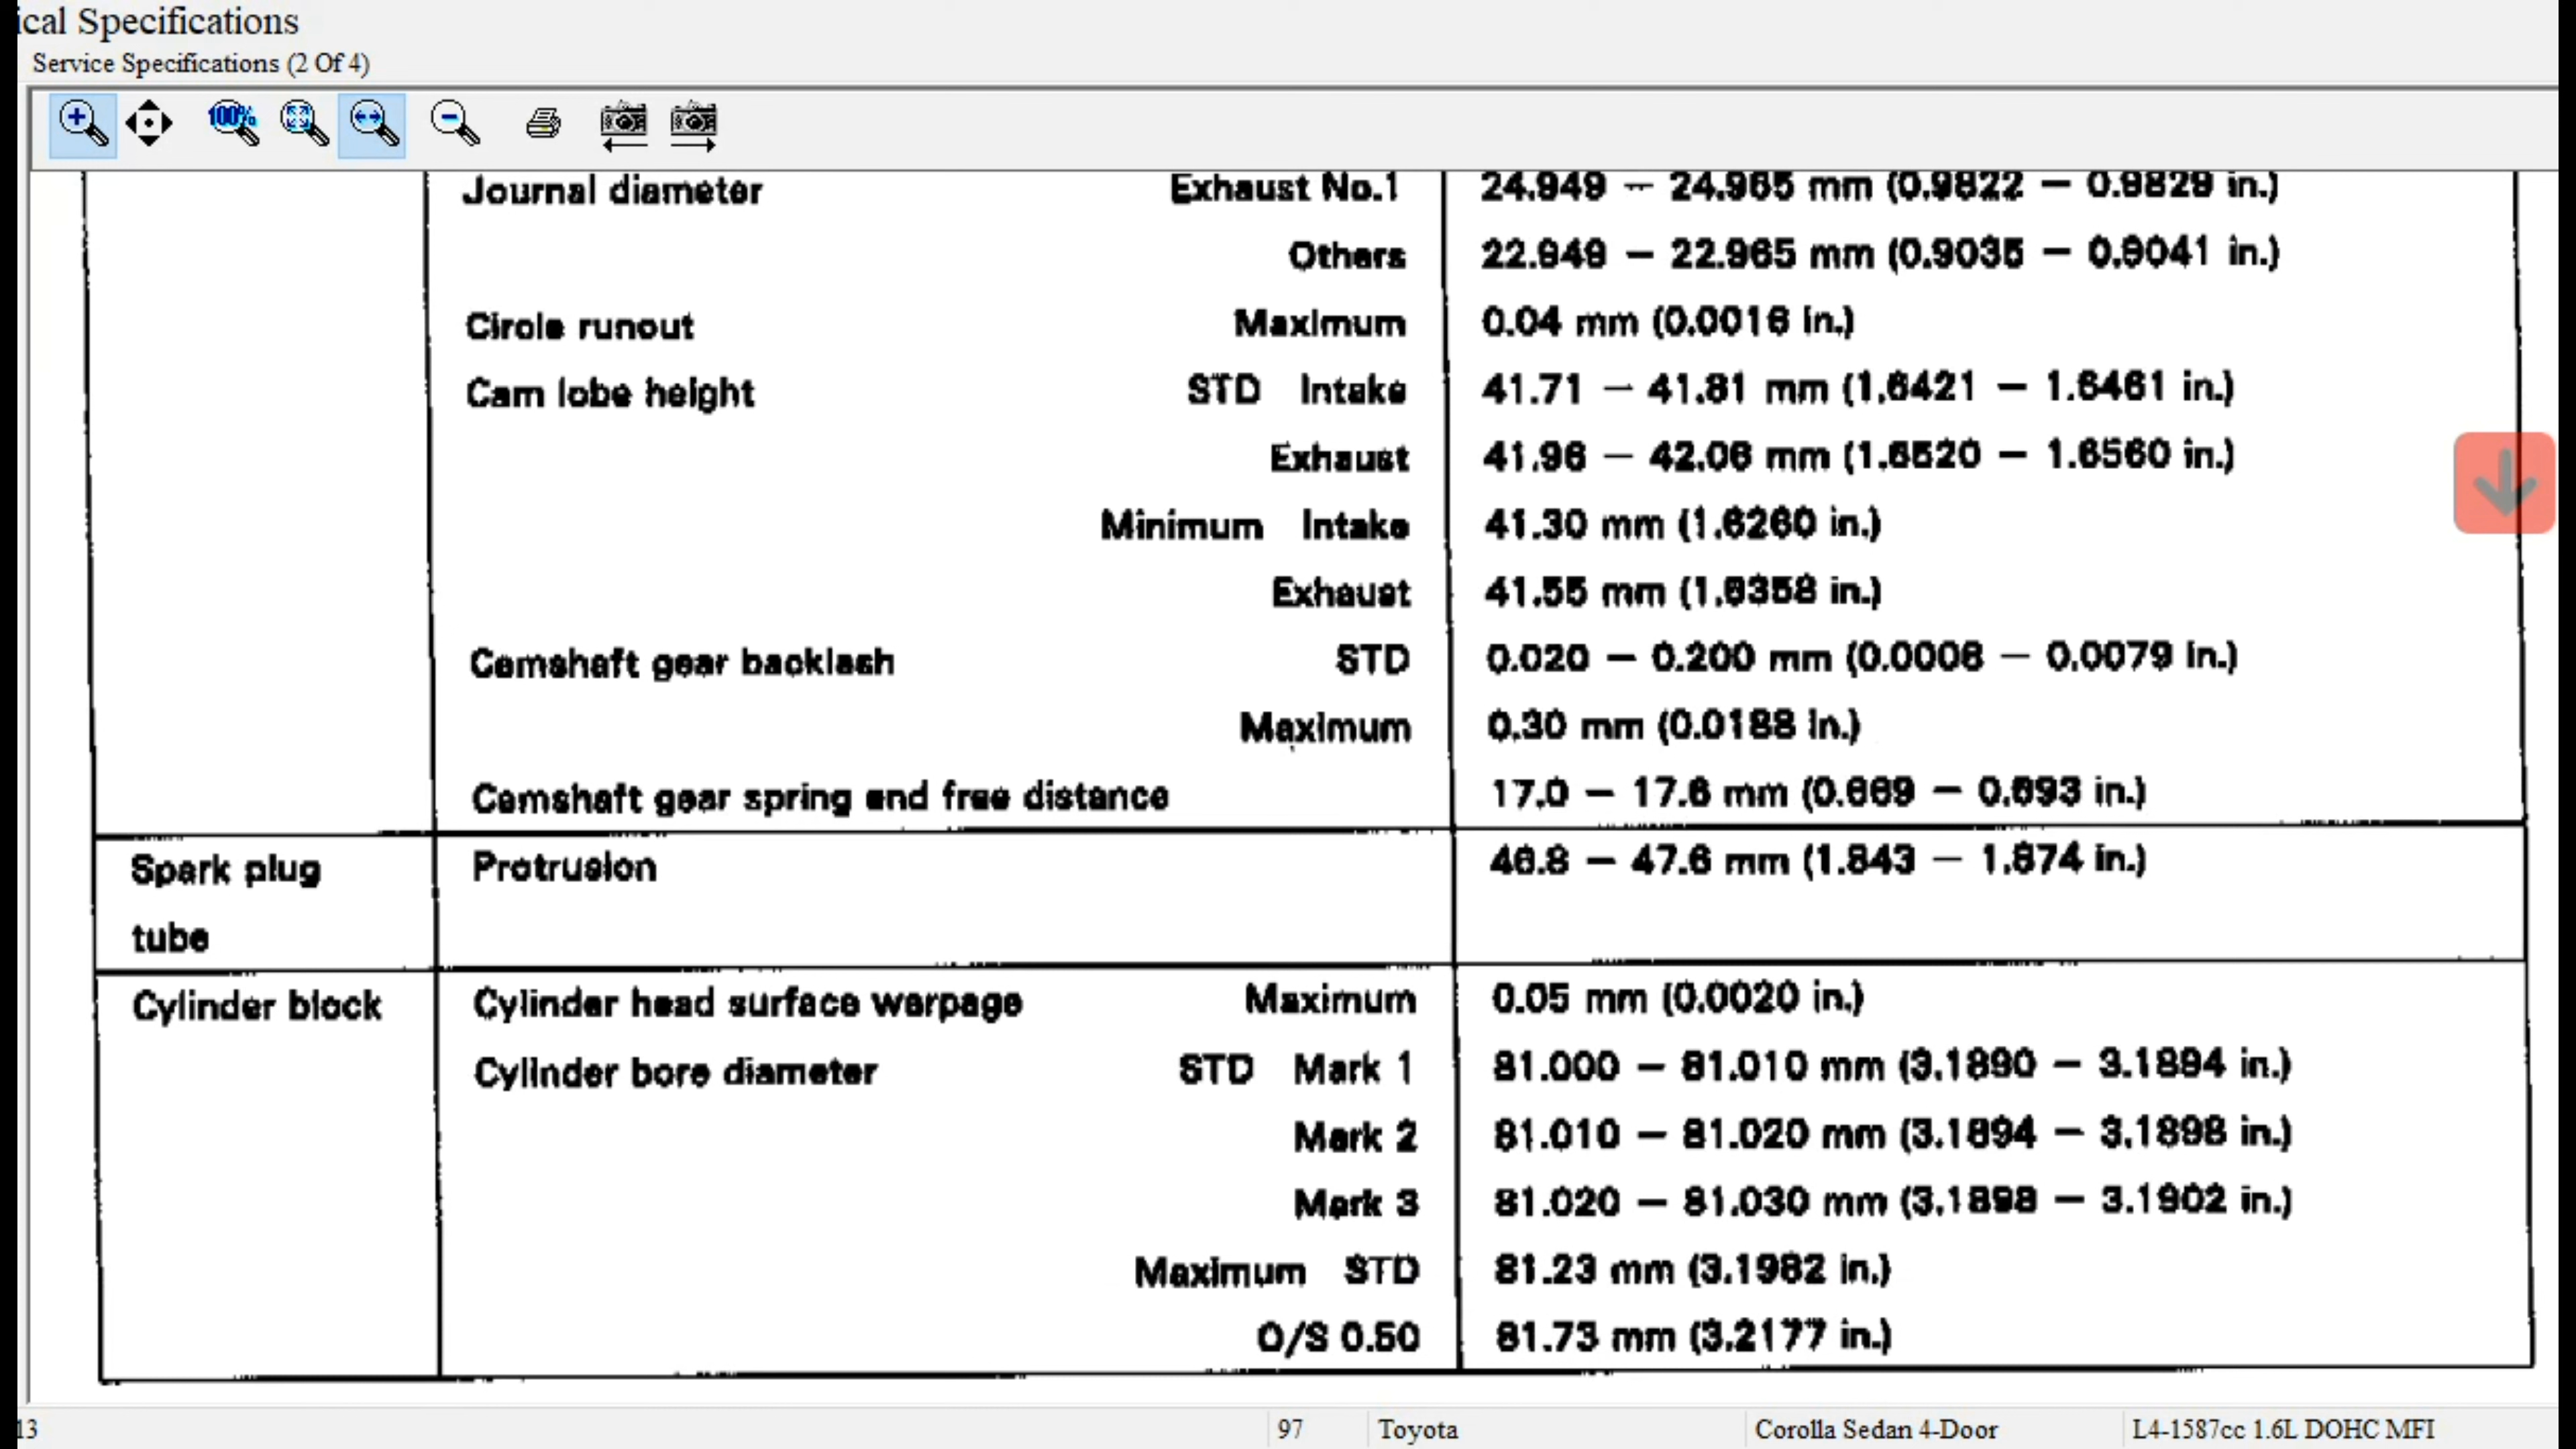 ical Specifications
Service Specifications (2 Of 4)
100%
Journal diameter Exhaust No.1 24.949 – 24.965 mm (0.9822 – 0.9829 in.)
Others 22.949 – 22.965 mm (0.9035 – 0.9041 in.)
Circle runout Maximum 0.04 mm (0.0016 in.)
Cam lobe height STD Intake 41.71 – 41.81 mm (1.6421 – 1.6461 in.)
Exhaust 41.96 – 42.06 mm (1.6520 – 1.6560 in.)
Minimum Intake 41.30 mm (1.6260 in.)
Exhaust 41.55 mm (1.6358 in.)
Camshaft gear backlash STD 0.020 – 0.200 mm (0.0008 – 0.0079 in.)
Maximum 0.30 mm (0.0188 in.)
Camshaft gear spring end free distance 17.0 – 17.6 mm (0.669 – 0.693 in.)
Spark plug Protrusion 46.8 – 47.6 mm (1.843 – 1.874 in.)
tube
Cylinder block Cylinder head surface warpage Maximum 0.05 mm (0.0020 in.)
Cylinder bore diameter STD Mark 1 81.000 – 81.010 mm (3.1890 – 3.1894 in.)
Mark 2 81.010 – 81.020 mm (3.1894 – 3.1898 in.)
Mark 3 81.020 – 81.030 mm (3.1898 – 3.1902 in.)
Maximum STD 81.23 mm (3.1982 in.)
O/S 0.50 81.73 mm (3.2177 in.)
13 97 Toyota Corolla Sedan 4-Door L4-1587cc 1.6L DOHC MFI